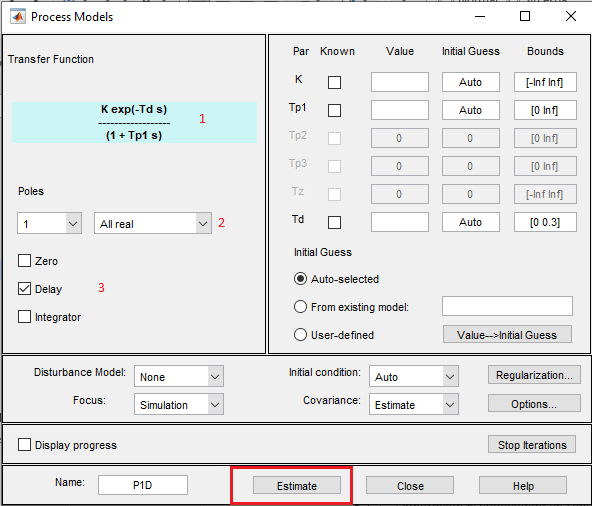 Process Models
Transfer Function
K exp(-Td s)
------------------
(1 + Tp1 s)
1
Poles
1 All real 2
Zero
Delay 3
Integrator
Par Known Value Initial Guess Bounds
K Auto [-Inf Inf]
Tp1 Auto [0 Inf]
Tp2 0 0 [0 Inf]
Tp3 0 0 [0 Inf]
Tz 0 0 [-Inf Inf]
Td Auto [0 0.3]
Initial Guess
Auto-selected
From existing model:
User-defined Value-->Initial Guess
Disturbance Model: None Initial condition: Auto Regularization...
Focus: Simulation Covariance: Estimate Options...
Display progress Stop Iterations
Name: P1D Estimate Close Help